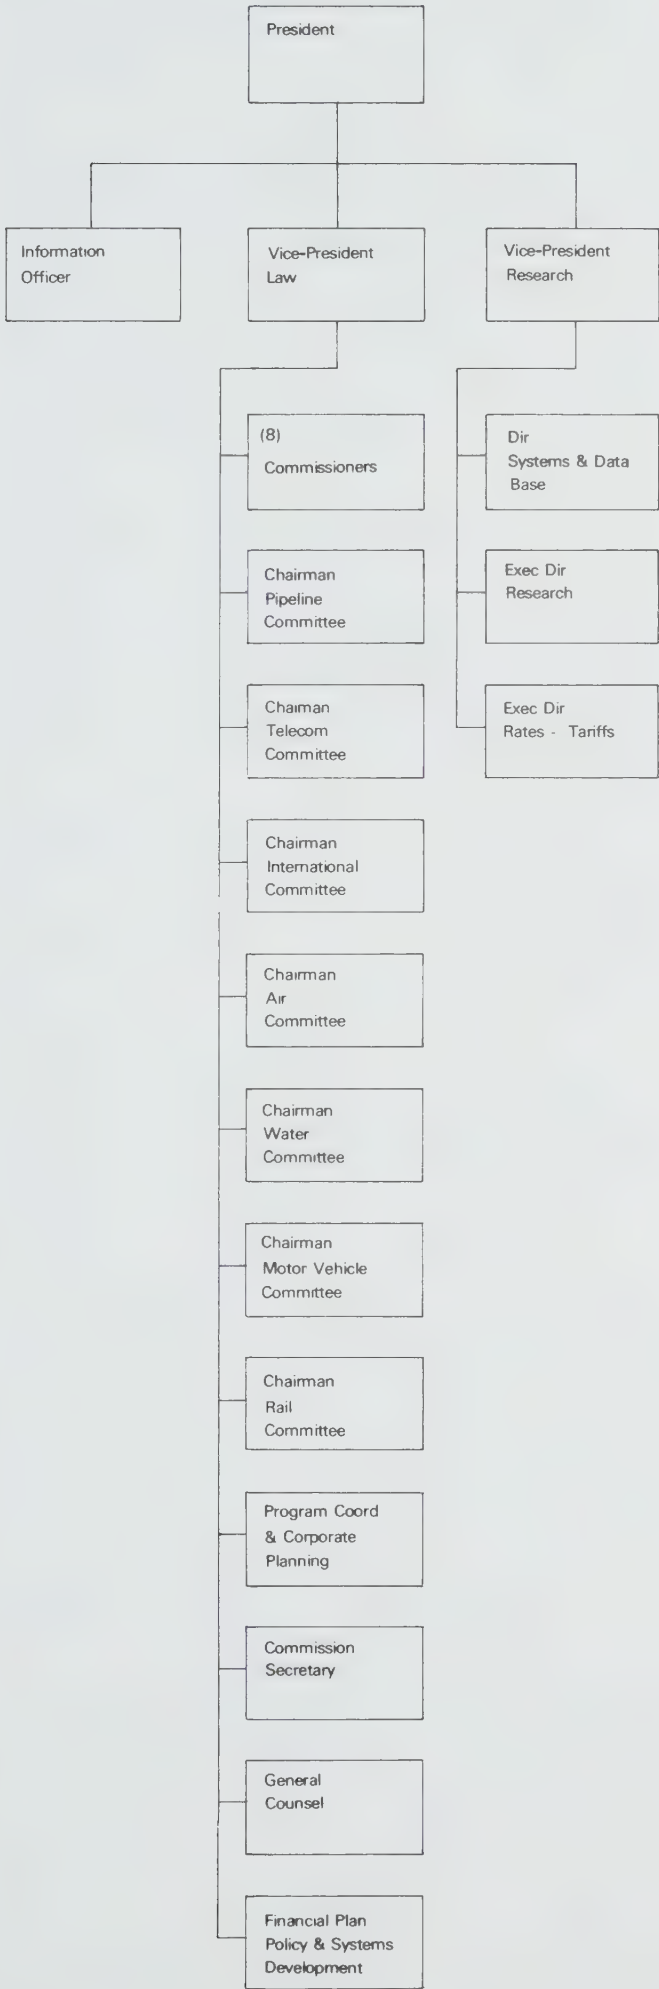 President
Information
Officer
Vice-President
Law
Vice-President
Research
(8)
Commissioners
Chairman
Pipeline
Committee
Chaiman
Telecom
Committee
Chairman
International
Committee
Chairman
Air
Committee
Chairman
Water
Committee
Chairman
Motor Vehicle
Committee
Chairman
Rail
Committee
Program Coord
& Corporate
Planning
Commission
Secretary
General
Counsel
Financial Plan
Policy & Systems
Development
Dir
Systems & Data
Base
Exec Dir
Research
Exec Dir
Rates - Tariffs